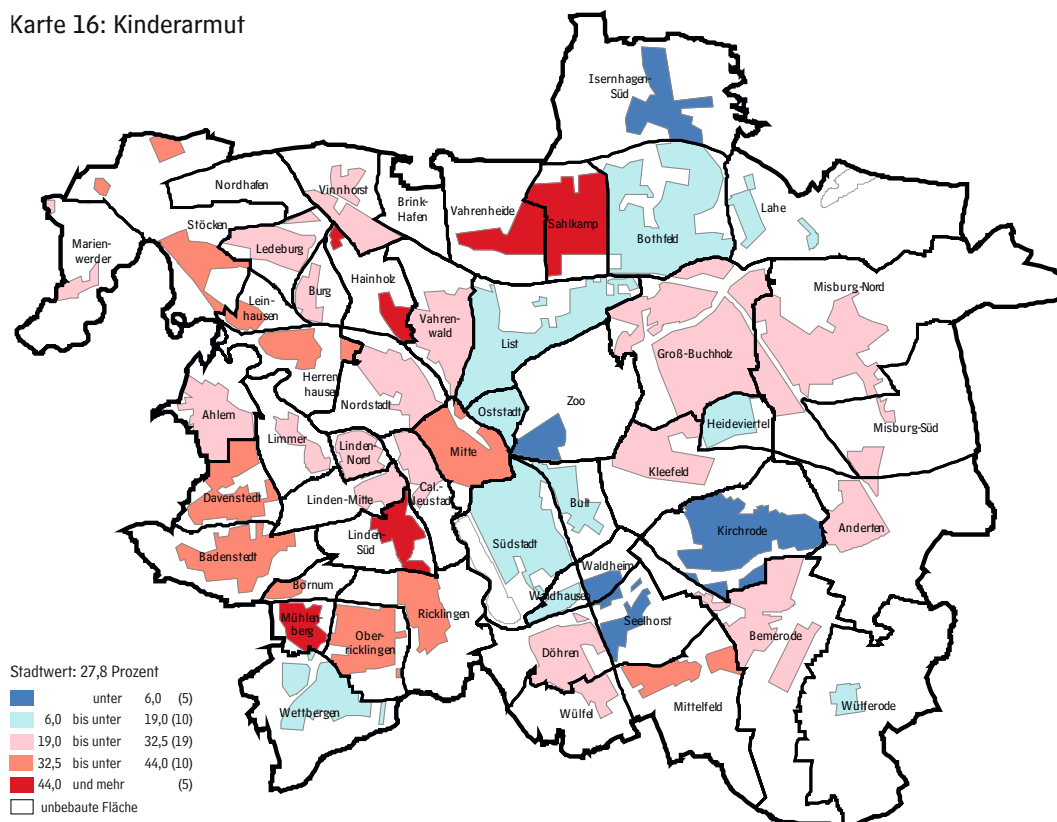 Karte 16: Kinderarmut
Isernhagen-
Süd
Nordhafen
Vinnhorst
Brink-
Hafen
Vahrenheide
Sahlkamp
Bothfeld
Lahe
Marien-
werder
Stöcken
Ledeburg
Hainholz
Burg
Lein-
hausen
Vahren-
wald
List
Misburg-Nord
Groß-Buchholz
Herren
hausen
Nordstadt
Oststadt
Zoo
Heideviertel
Misburg-Süd
Ahlem
Limmer
Linden-
Nord
Mitte
Kleefeld
Davenstedt
Linden-Mitte
Cal.-
Neustadt
Bult
Kirchrode
Anderten
Badenstedt
Linden-
Süd
Südstadt
Waldheim
Waldhausen
Bornum
Mühlen-
berg
Ober-
ricklingen
Ricklingen
Seelhorst
Döhren
Bemerode
Wettbergen
Wülfel
Mittelfeld
Wülferode
Stadtwert: 27,8 Prozent
unter 6,0 (5)
6,0 bis unter 19,0 (10)
19,0 bis unter 32,5 (19)
32,5 bis unter 44,0 (10)
44,0 und mehr (5)
unbebaute Fläche